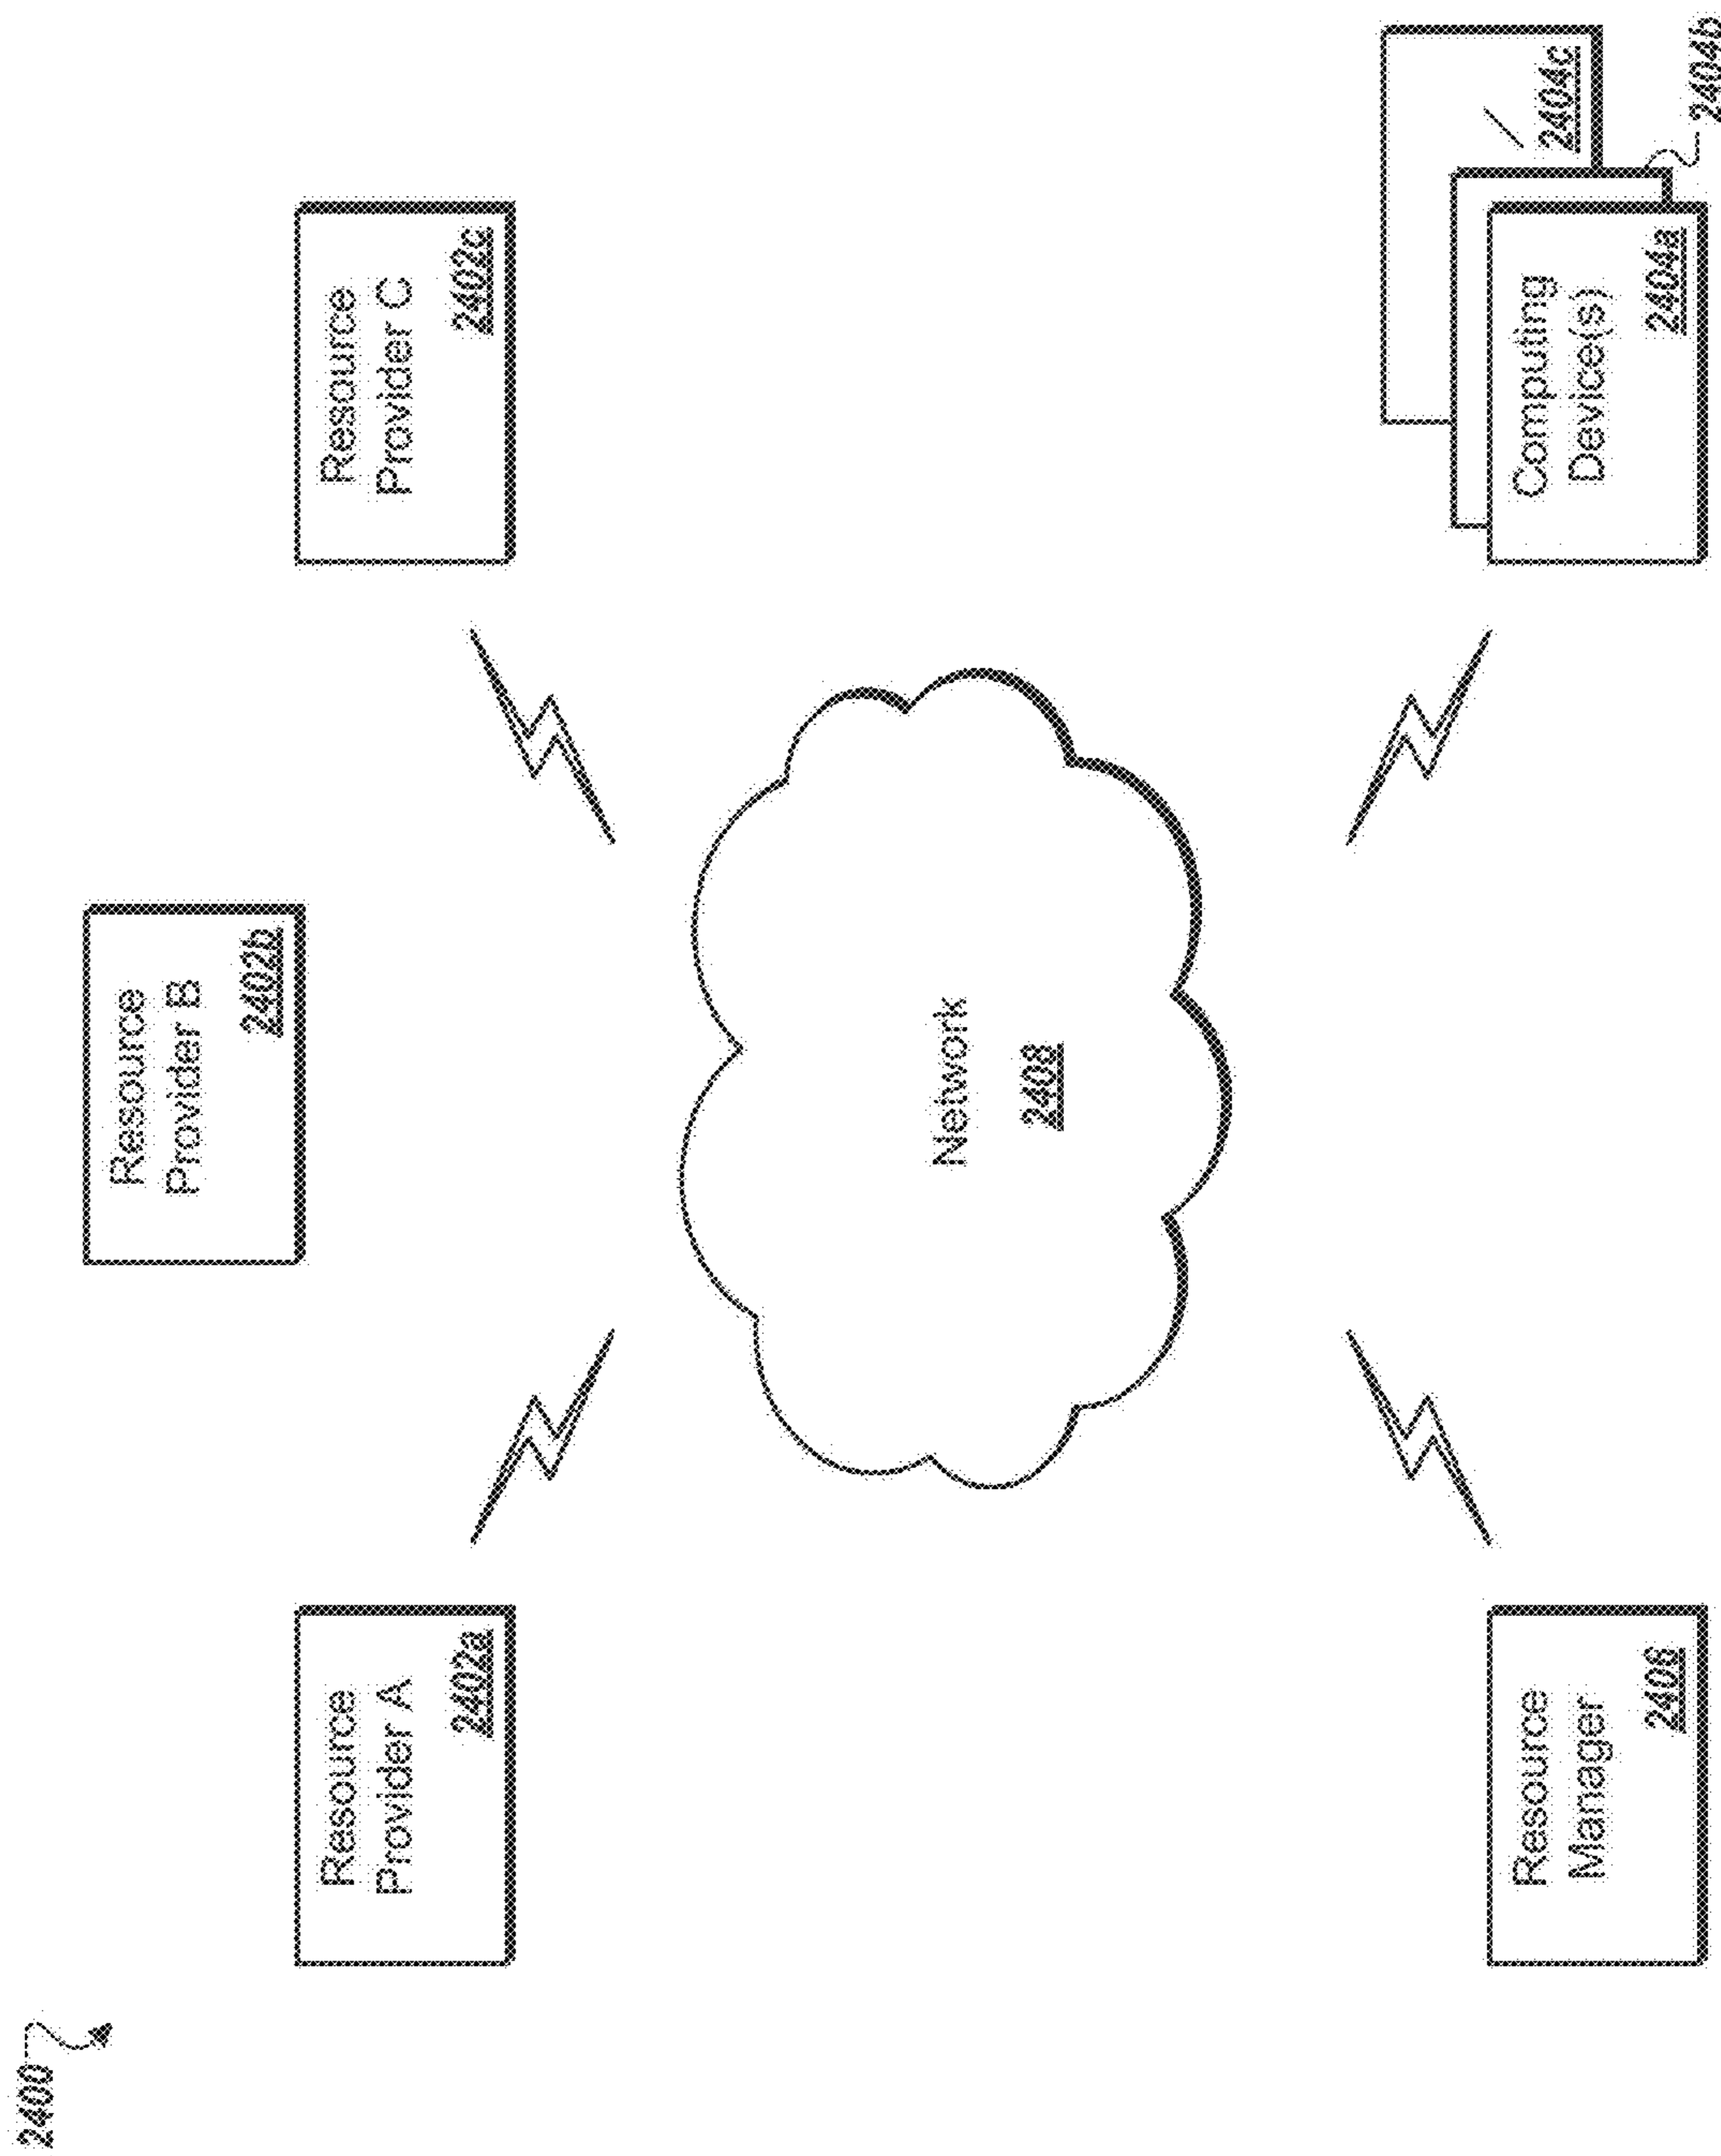 2400
Resource
Provider B
2402b
Resource
Provider A
2402a
Resource
Provider C
2402c
Network
2408
Resource
Manager
2406
Computing
Device(s)
2404a
2404c
2404b